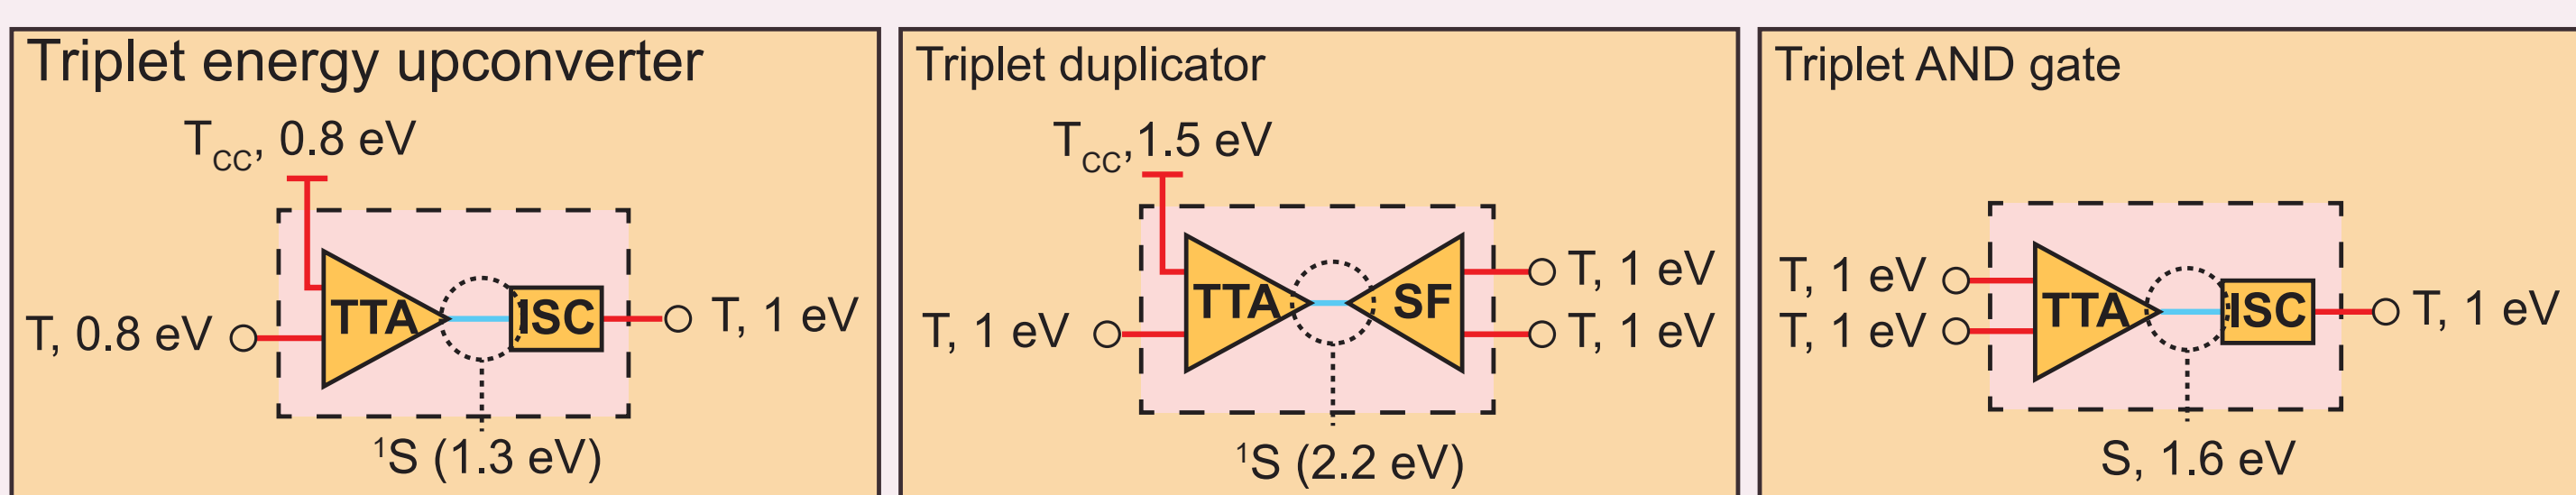 Triplet energy upconverter
T_CC, 0.8 eV
TTA
ISC
T, 0.8 eV
T, 1 eV
¹S (1.3 eV)
Triplet duplicator
T_CC,1.5 eV
TTA
SF
T, 1 eV
T, 1 eV
T, 1 eV
¹S (2.2 eV)
Triplet AND gate
T, 1 eV
T, 1 eV
TTA
ISC
T, 1 eV
S, 1.6 eV